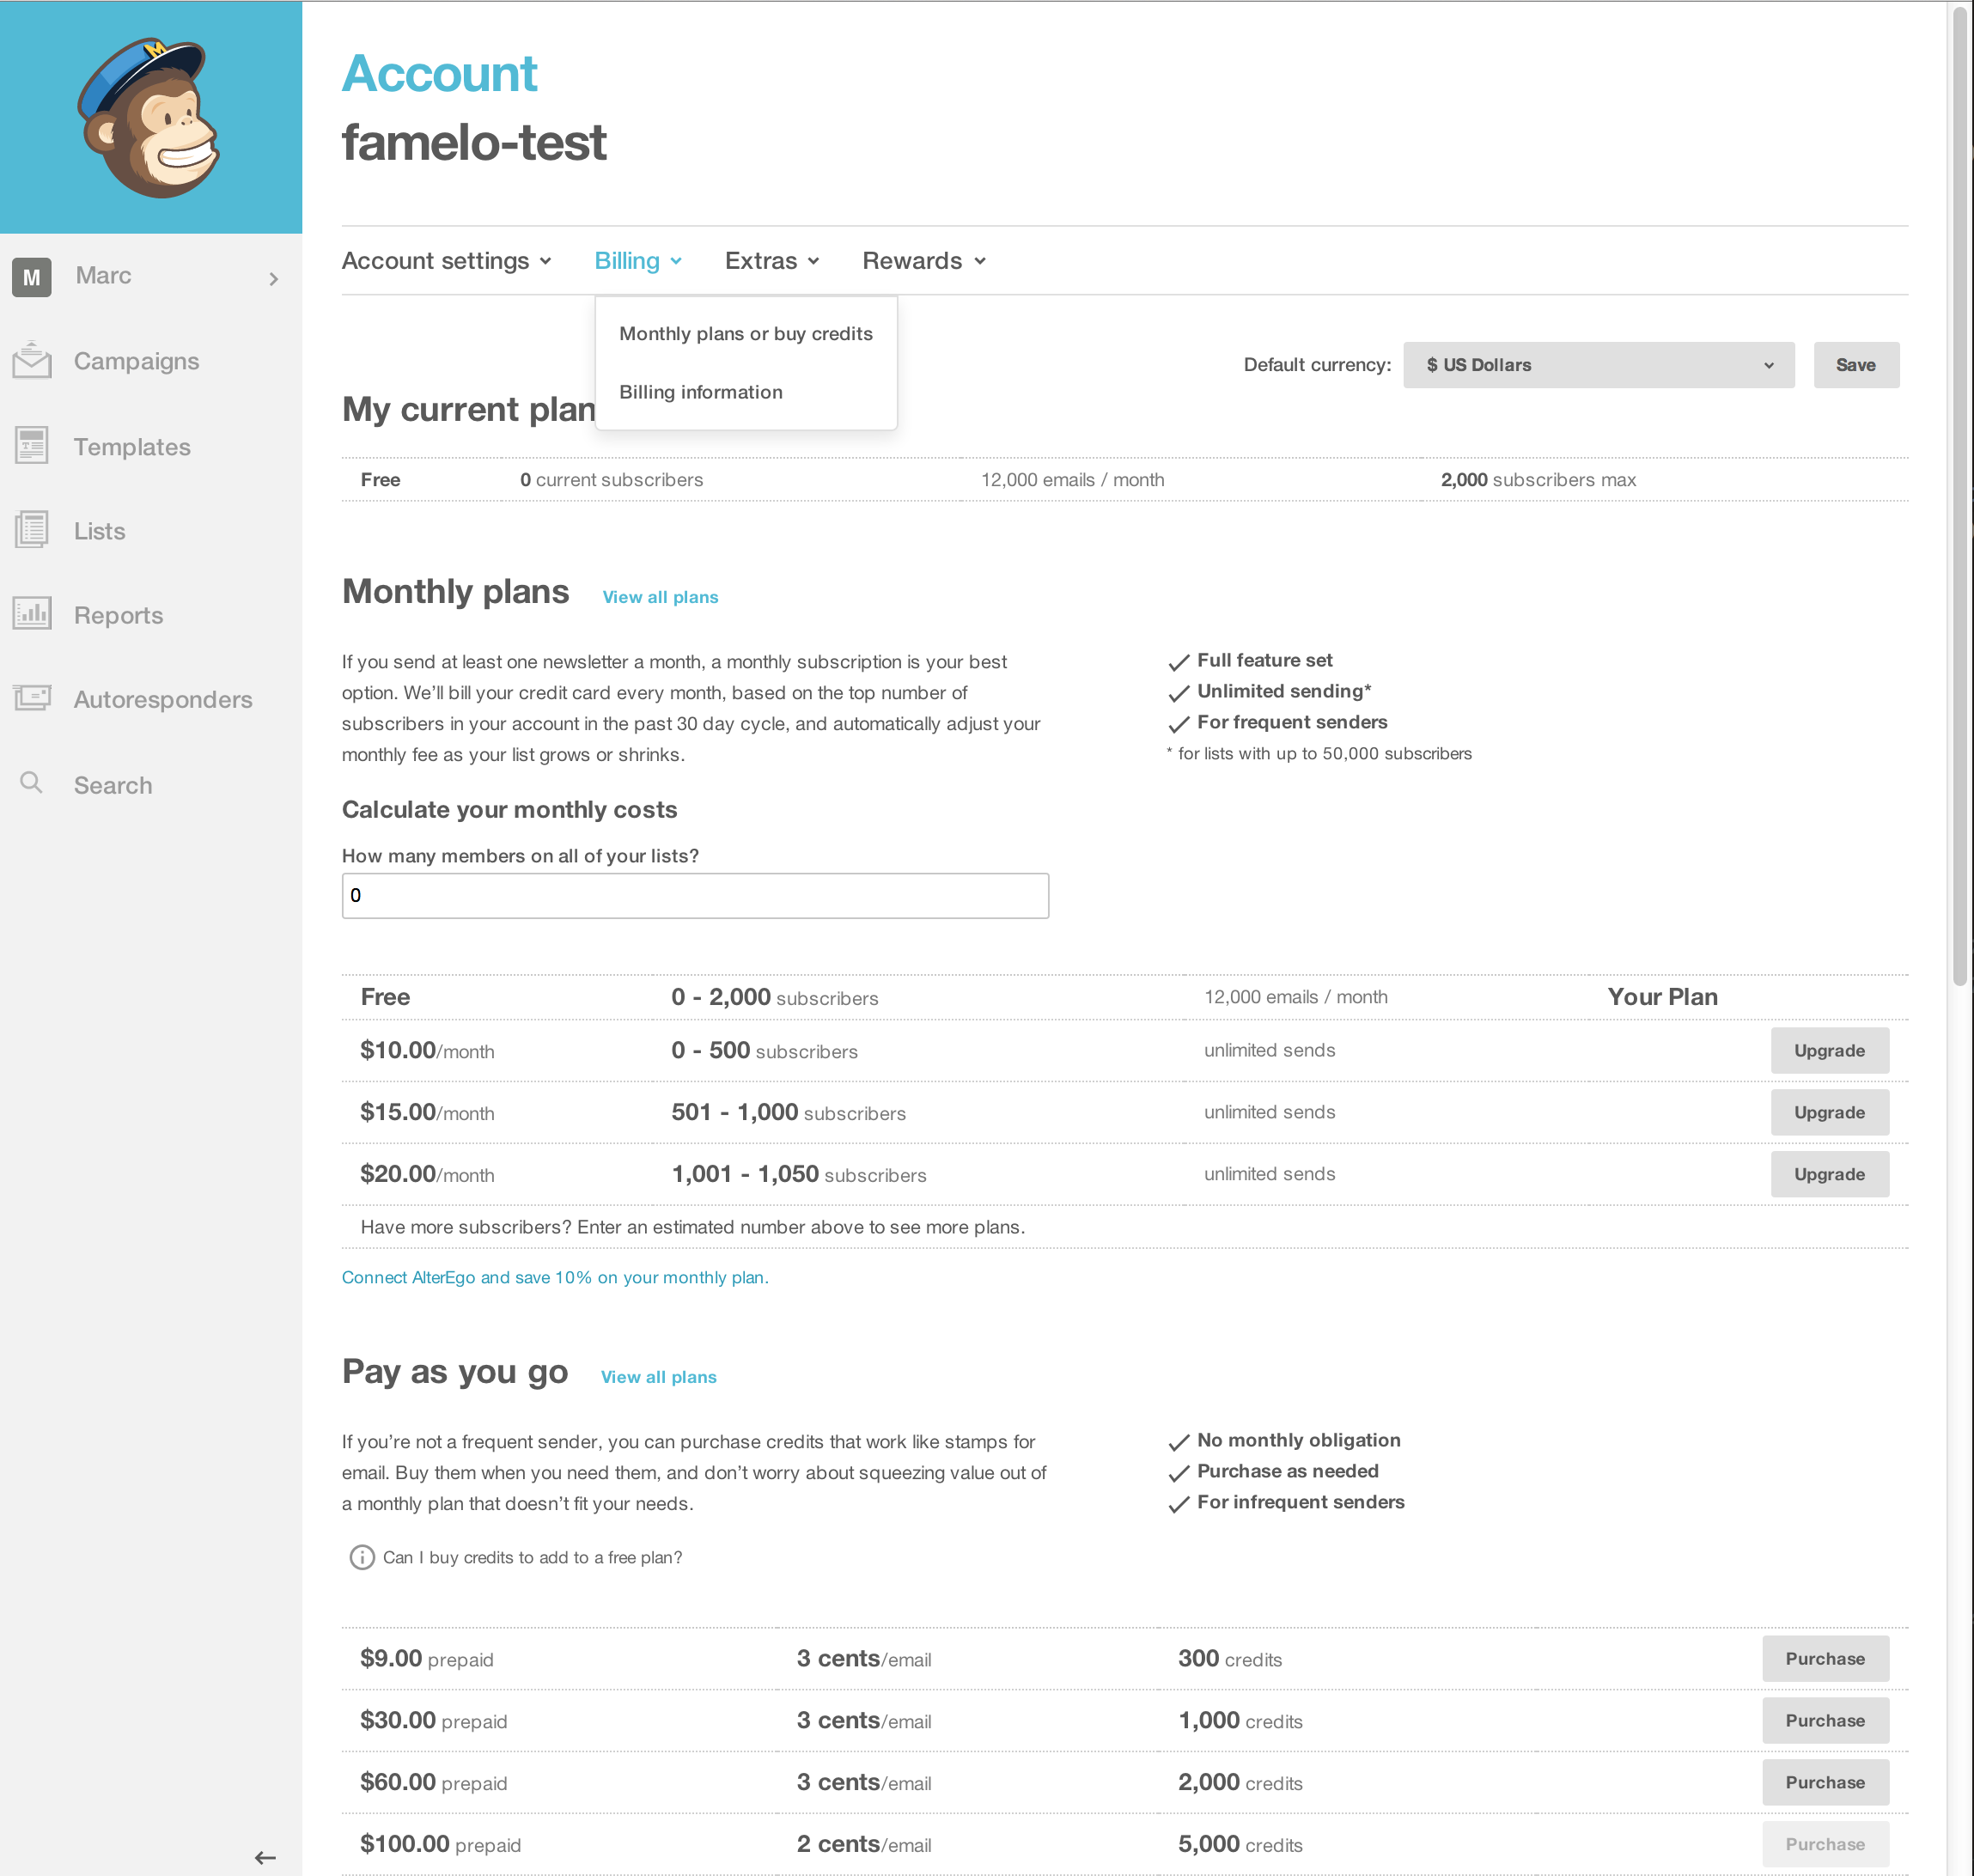 Account
famelo-test
M Marc
Campaigns
Templates
Lists
Reports
Autoresponders
Search
Account settings Billing Extras Rewards
Monthly plans or buy credits
Billing information
Default currency: $ US Dollars Save
My current plan
Free 0 current subscribers 12,000 emails / month 2,000 subscribers max
Monthly plans View all plans
If you send at least one newsletter a month, a monthly subscription is your best
option. We’ll bill your credit card every month, based on the top number of
subscribers in your account in the past 30 day cycle, and automatically adjust your
monthly fee as your list grows or shrinks.
Full feature set
Unlimited sending*
For frequent senders
* for lists with up to 50,000 subscribers
Calculate your monthly costs
How many members on all of your lists?
0
Free 0 - 2,000 subscribers 12,000 emails / month Your Plan
$10.00/month 0 - 500 subscribers unlimited sends Upgrade
$15.00/month 501 - 1,000 subscribers unlimited sends Upgrade
$20.00/month 1,001 - 1,050 subscribers unlimited sends Upgrade
Have more subscribers? Enter an estimated number above to see more plans.
Connect AlterEgo and save 10% on your monthly plan.
Pay as you go View all plans
If you’re not a frequent sender, you can purchase credits that work like stamps for
email. Buy them when you need them, and don’t worry about squeezing value out of
a monthly plan that doesn’t fit your needs.
No monthly obligation
Purchase as needed
For infrequent senders
Can I buy credits to add to a free plan?
$9.00 prepaid 3 cents/email 300 credits Purchase
$30.00 prepaid 3 cents/email 1,000 credits Purchase
$60.00 prepaid 3 cents/email 2,000 credits Purchase
$100.00 prepaid 2 cents/email 5,000 credits Purchase